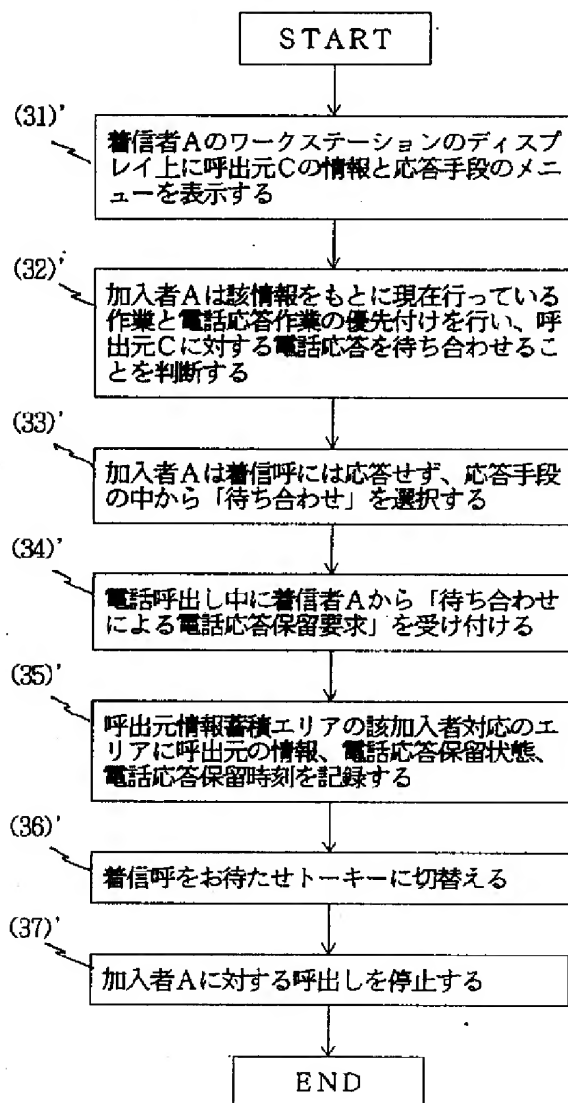 START
(31)'
着信者Aのワークステーションのディスプ
レイ上に呼出元Cの情報と応答手段のメニ
ューを表示する
(32)'
加入者Aは該情報をもとに現在行っている
作業と電話応答作業の優先付けを行い、呼
出元Cに対する電話応答を待ち合わせるこ
とを判断する
(33)'
加入者Aは着信呼には応答せず、応答手段
の中から「待ち合わせ」を選択する
(34)'
電話呼出し中に着信者Aから「待ち合わせ
による電話応答保留要求」を受け付ける
(35)'
呼出元情報蓄積エリアの該加入者対応のエ
リアに呼出元の情報、電話応答保留状態、
電話応答保留時刻を記録する
(36)'
着信呼をお待たせトーキーに切替える
(37)'
加入者Aに対する呼出しを停止する
END